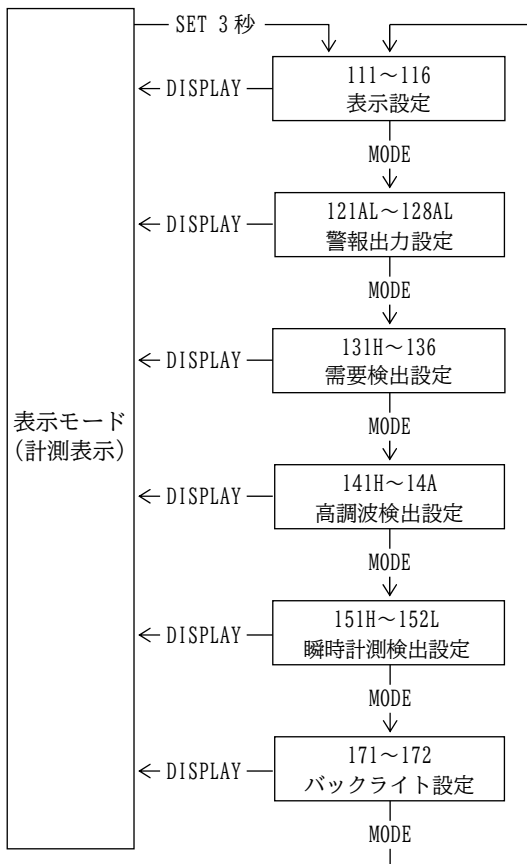 SET 3秒
111～116
表示設定
DISPLAY
MODE
121AL～128AL
警報出力設定
DISPLAY
MODE
131H～136
需要検出設定
DISPLAY
MODE
表示モード
(計測表示)
141H～14A
高調波検出設定
DISPLAY
MODE
151H～152L
瞬時計測検出設定
DISPLAY
MODE
171～172
バックライト設定
DISPLAY
MODE